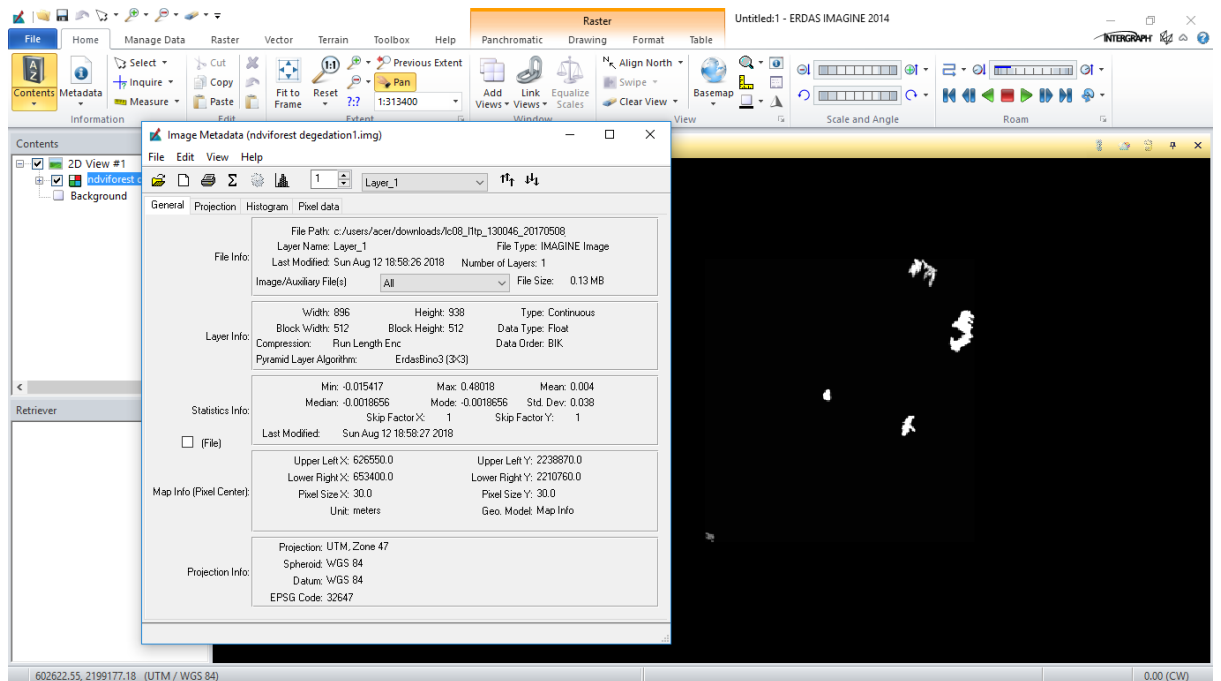 Raster
Untitled:1 - ERDAS IMAGINE 2014
File Home Manage Data Raster Vector Terrain Toolbox Help Panchromatic Drawing Format Table
INTERGRAPH
Contents
Metadata
Select
Inquire
Measure
Information
Cut
Copy
Paste
Edit
Fit to Frame
1:1
Reset
?:?
Previous Extent
Pan
1:313400
Extent
Add Views
Link Views
Equalize Scales
Window
Align North
Swipe
Clear View
Basemap
View
Scale and Angle
Roam
Contents
2D View #1
ndviforest
Background
Retriever
Image Metadata (ndviforest degedation1.img)
File Edit View Help
1 Layer_1
General Projection Histogram Pixel data
File Info:
File Path: c:/users/acer/downloads/lc08_l1tp_130046_20170508
Layer Name: Layer_1 File Type: IMAGINE Image
Last Modified: Sun Aug 12 18:58:26 2018 Number of Layers: 1
Image/Auxiliary File(s) All File Size: 0.13 MB
Layer Info:
Width: 896 Height: 938 Type: Continuous
Block Width: 512 Block Height: 512 Data Type: Float
Compression: Run Length Enc Data Order: BIK
Pyramid Layer Algorithm: ErdasBino3 (3X3)
Statistics Info:
(File)
Min: -0.015417 Max: 0.48018 Mean: 0.004
Median: -0.0018656 Mode: -0.0018656 Std. Dev: 0.038
Skip Factor X: 1 Skip Factor Y: 1
Last Modified: Sun Aug 12 18:58:27 2018
Map Info (Pixel Center):
Upper Left X: 626550.0 Upper Left Y: 2238870.0
Lower Right X: 653400.0 Lower Right Y: 2210760.0
Pixel Size X: 30.0 Pixel Size Y: 30.0
Unit: meters Geo. Model: Map Info
Projection Info:
Projection: UTM, Zone 47
Spheroid: WGS 84
Datum: WGS 84
EPSG Code: 32647
602622.55, 2199177.18 (UTM / WGS 84) 0.00 (CW)